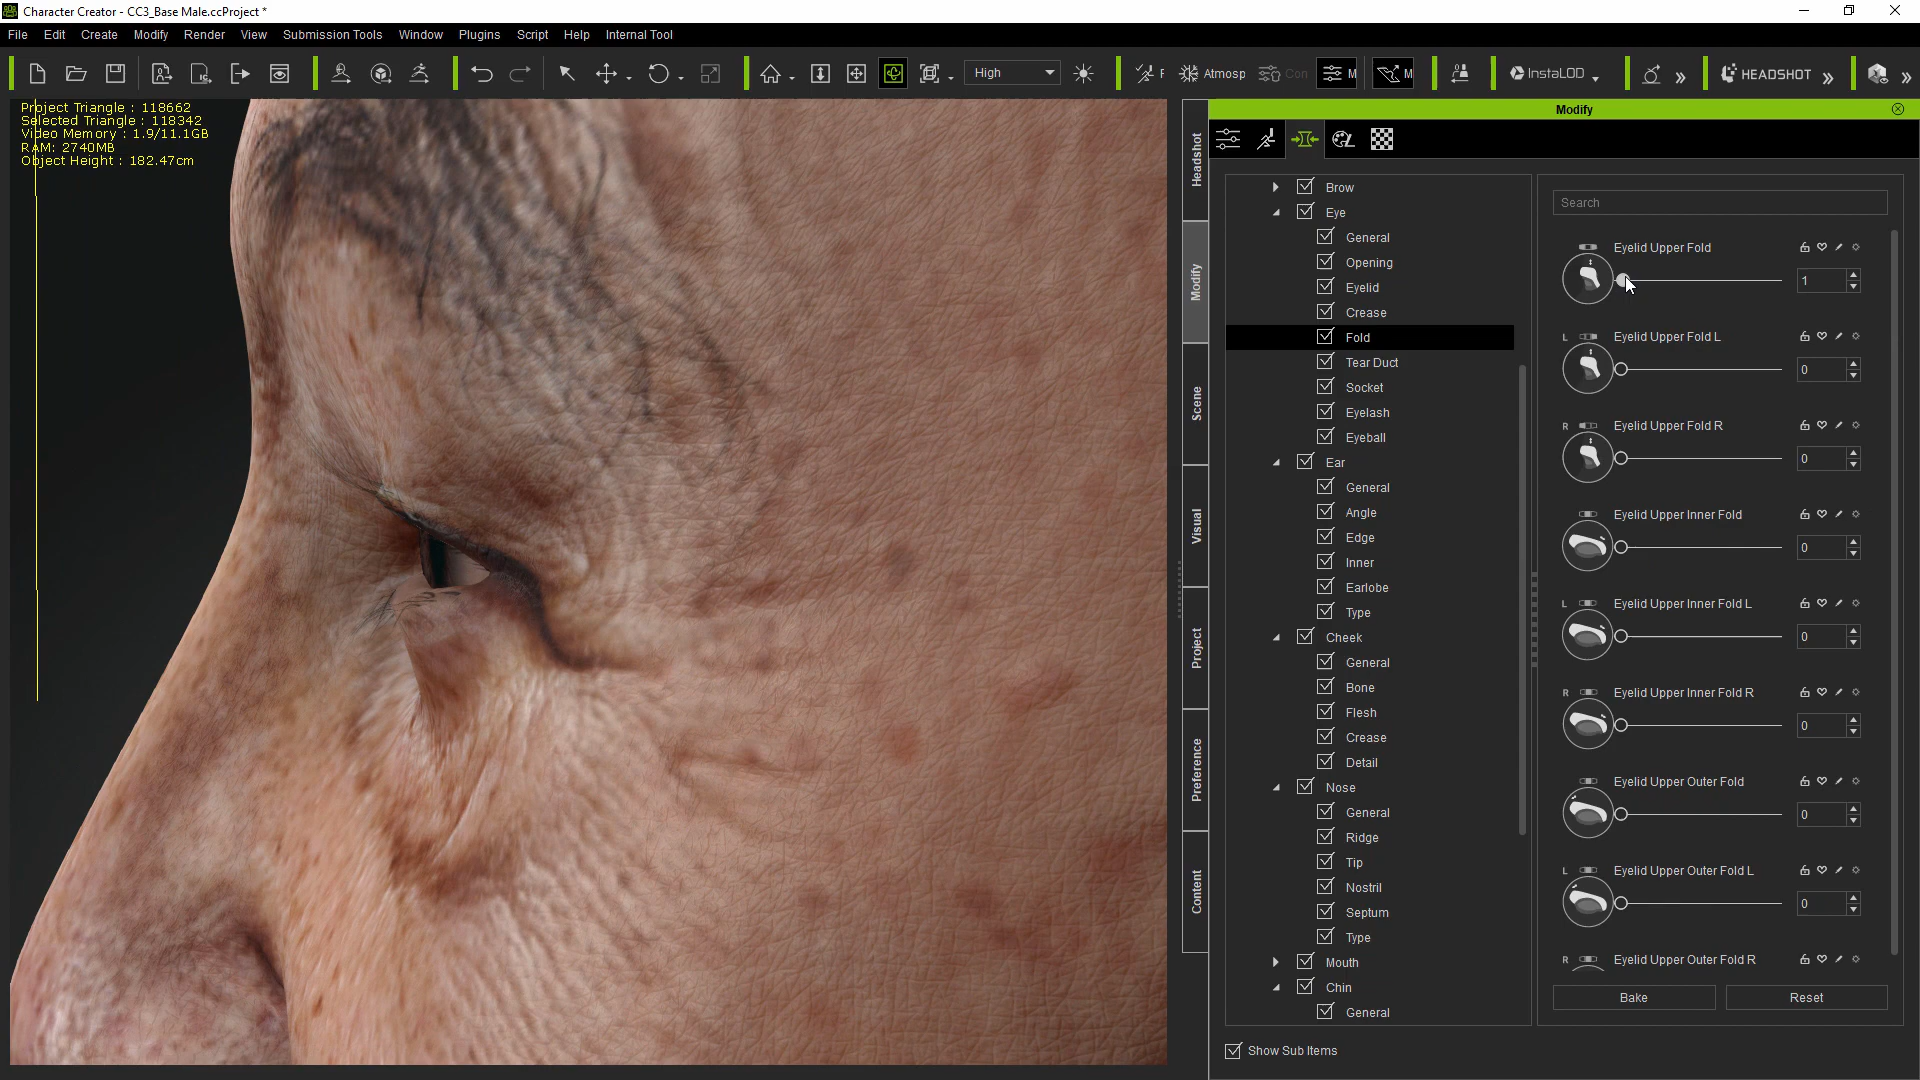 Character Creator - CC3_Base Male.ccProject *
File Edit Create Modify Render View Submission Tools Window Plugins Script Help Internal Tool
High F Atmosp Con M M InstaLOD HEADSHOT
Project Triangle : 118662
Selected Triangle : 118342
Video Memory : 1.9/11.1GB
RAM: 2740MB
Object Height : 182.47cm
Headshot
Modify
Scene
Visual
Project
Preference
Content
Modify
Brow
Eye
General
Opening
Eyelid
Crease
Fold
Tear Duct
Socket
Eyelash
Eyeball
Ear
General
Angle
Edge
Inner
Earlobe
Type
Cheek
General
Bone
Flesh
Crease
Detail
Nose
General
Ridge
Tip
Nostril
Septum
Type
Mouth
Chin
General
Show Sub Items
Search
Eyelid Upper Fold
1
L Eyelid Upper Fold L
0
R Eyelid Upper Fold R
0
Eyelid Upper Inner Fold
0
L Eyelid Upper Inner Fold L
0
R Eyelid Upper Inner Fold R
0
Eyelid Upper Outer Fold
0
L Eyelid Upper Outer Fold L
0
R Eyelid Upper Outer Fold R
Bake Reset